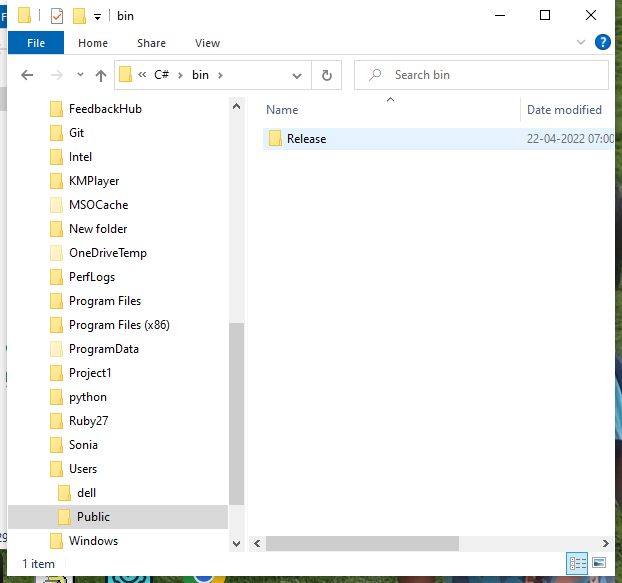 bin
File Home Share View
« C# › bin ›
Search bin
FeedbackHub
Git
Intel
KMPlayer
MSOCache
New folder
OneDriveTemp
PerfLogs
Program Files
Program Files (x86)
ProgramData
Project1
python
Ruby27
Sonia
Users
dell
Public
Windows
Name Date modified
Release 22-04-2022 07:00
1 item